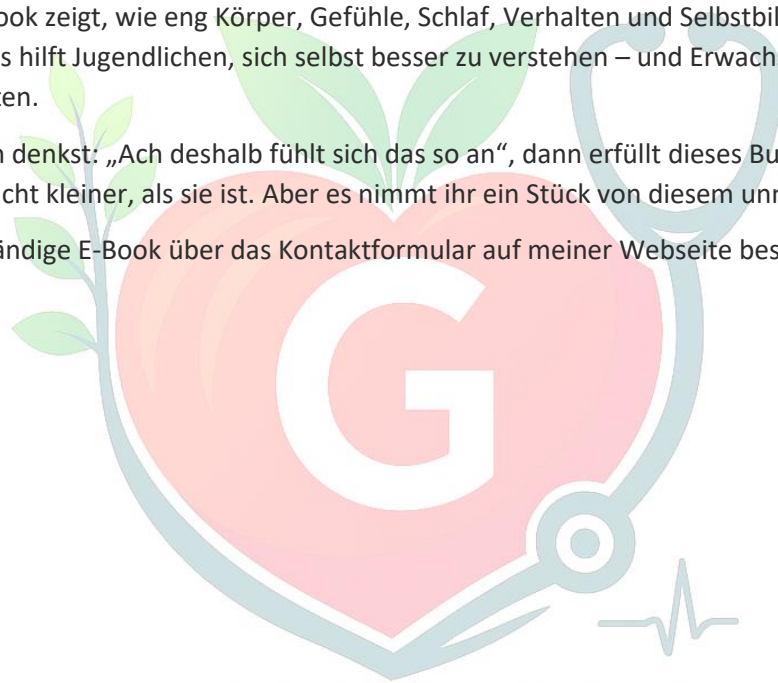 ook zeigt, wie eng Körper, Gefühle, Schlaf, Verhalten und Selbstbil
s hilft Jugendlichen, sich selbst besser zu verstehen – und Erwachs
ten.
n denkst: „Ach deshalb fühlt sich das so an“, dann erfüllt dieses Bu
cht kleiner, als sie ist. Aber es nimmt ihr ein Stück von diesem unr
ändige E-Book über das Kontaktformular auf meiner Webseite bes
G